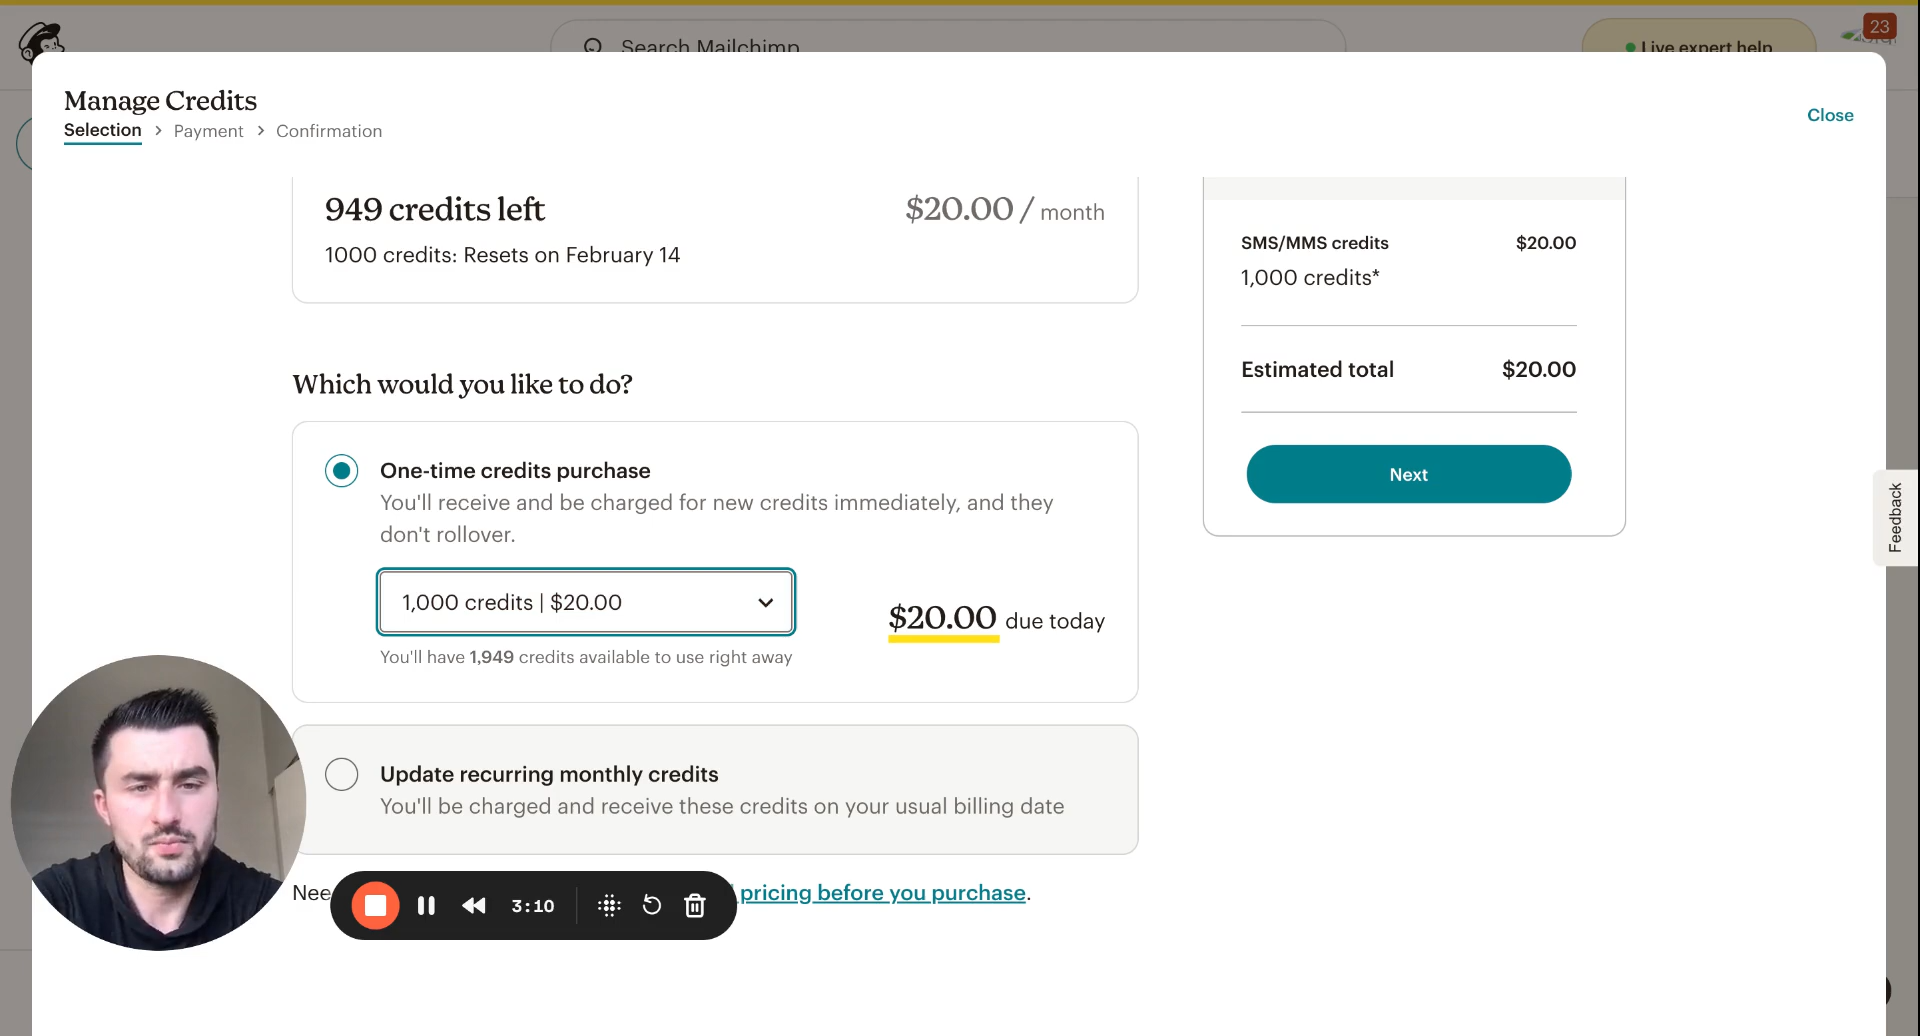 Search Mailchimp
Live expert help
23
Manage Credits
Close
Selection > Payment > Confirmation
949 credits left
$20.00 / month
1000 credits: Resets on February 14
SMS/MMS credits $20.00
1,000 credits*
Estimated total $20.00
Next
Which would you like to do?
One-time credits purchase
You'll receive and be charged for new credits immediately, and they
don't rollover.
1,000 credits | $20.00
$20.00 due today
You'll have 1,949 credits available to use right away
Update recurring monthly credits
You'll be charged and receive these credits on your usual billing date
pricing before you purchase.
3:10
Feedback